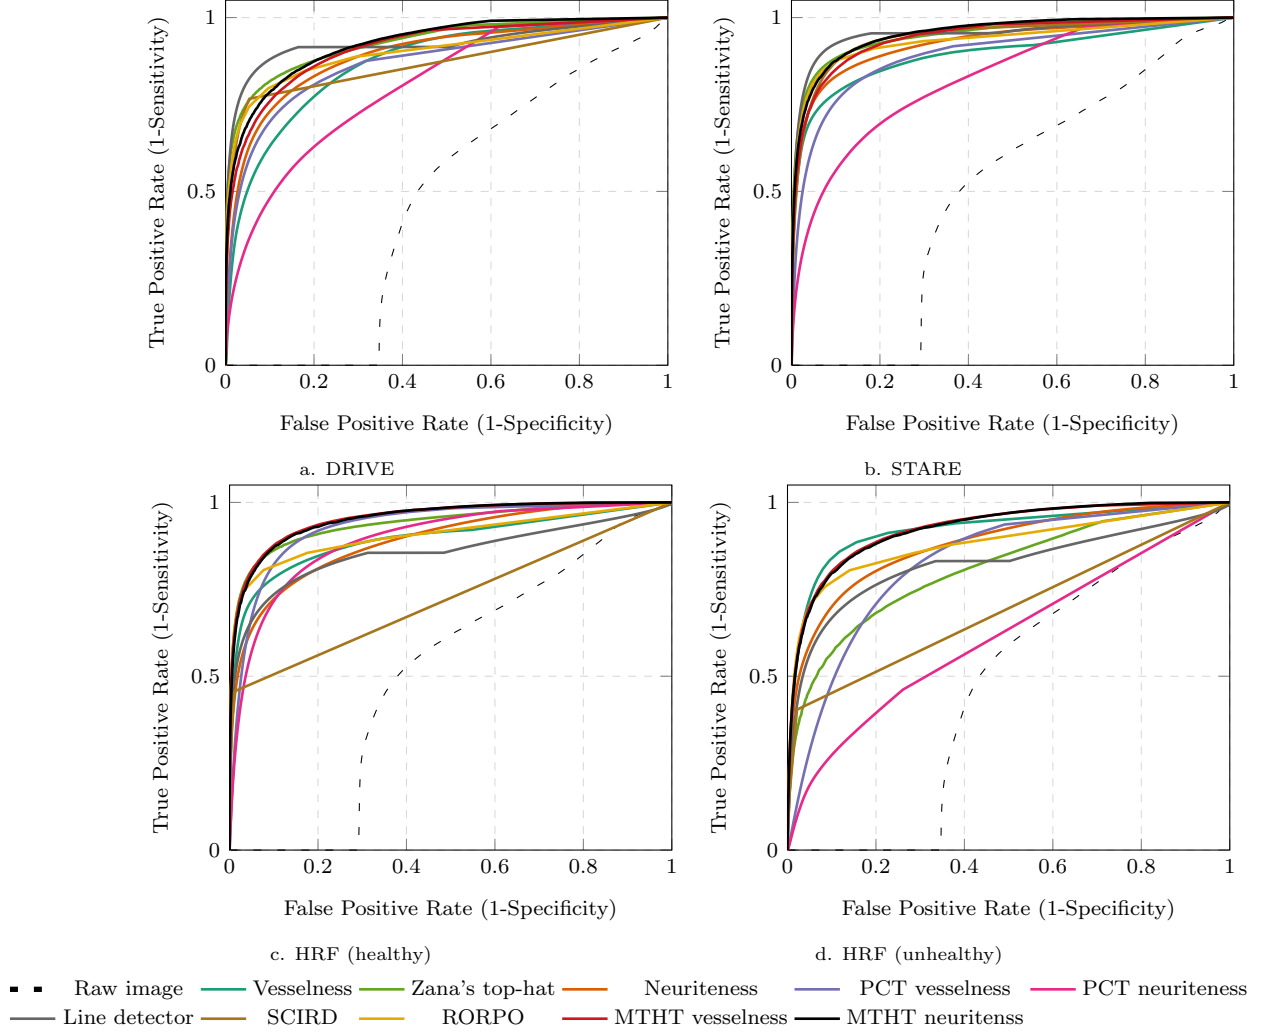 True Positive Rate (1-Sensitivity)
1
0.5
0
0 0.2 0.4 0.6 0.8 1
False Positive Rate (1-Specificity)
a. DRIVE
True Positive Rate (1-Sensitivity)
1
0.5
0
0 0.2 0.4 0.6 0.8 1
False Positive Rate (1-Specificity)
b. STARE
True Positive Rate (1-Sensitivity)
1
0.5
0
0 0.2 0.4 0.6 0.8 1
False Positive Rate (1-Specificity)
c. HRF (healthy)
True Positive Rate (1-Sensitivity)
1
0.5
0
0 0.2 0.4 0.6 0.8 1
False Positive Rate (1-Specificity)
d. HRF (unhealthy)
Raw image Vesselness Zana's top-hat Neuriteness PCT vesselness PCT neuriteness
Line detector SCIRD RORPO MTHT vesselness MTHT neuritenss